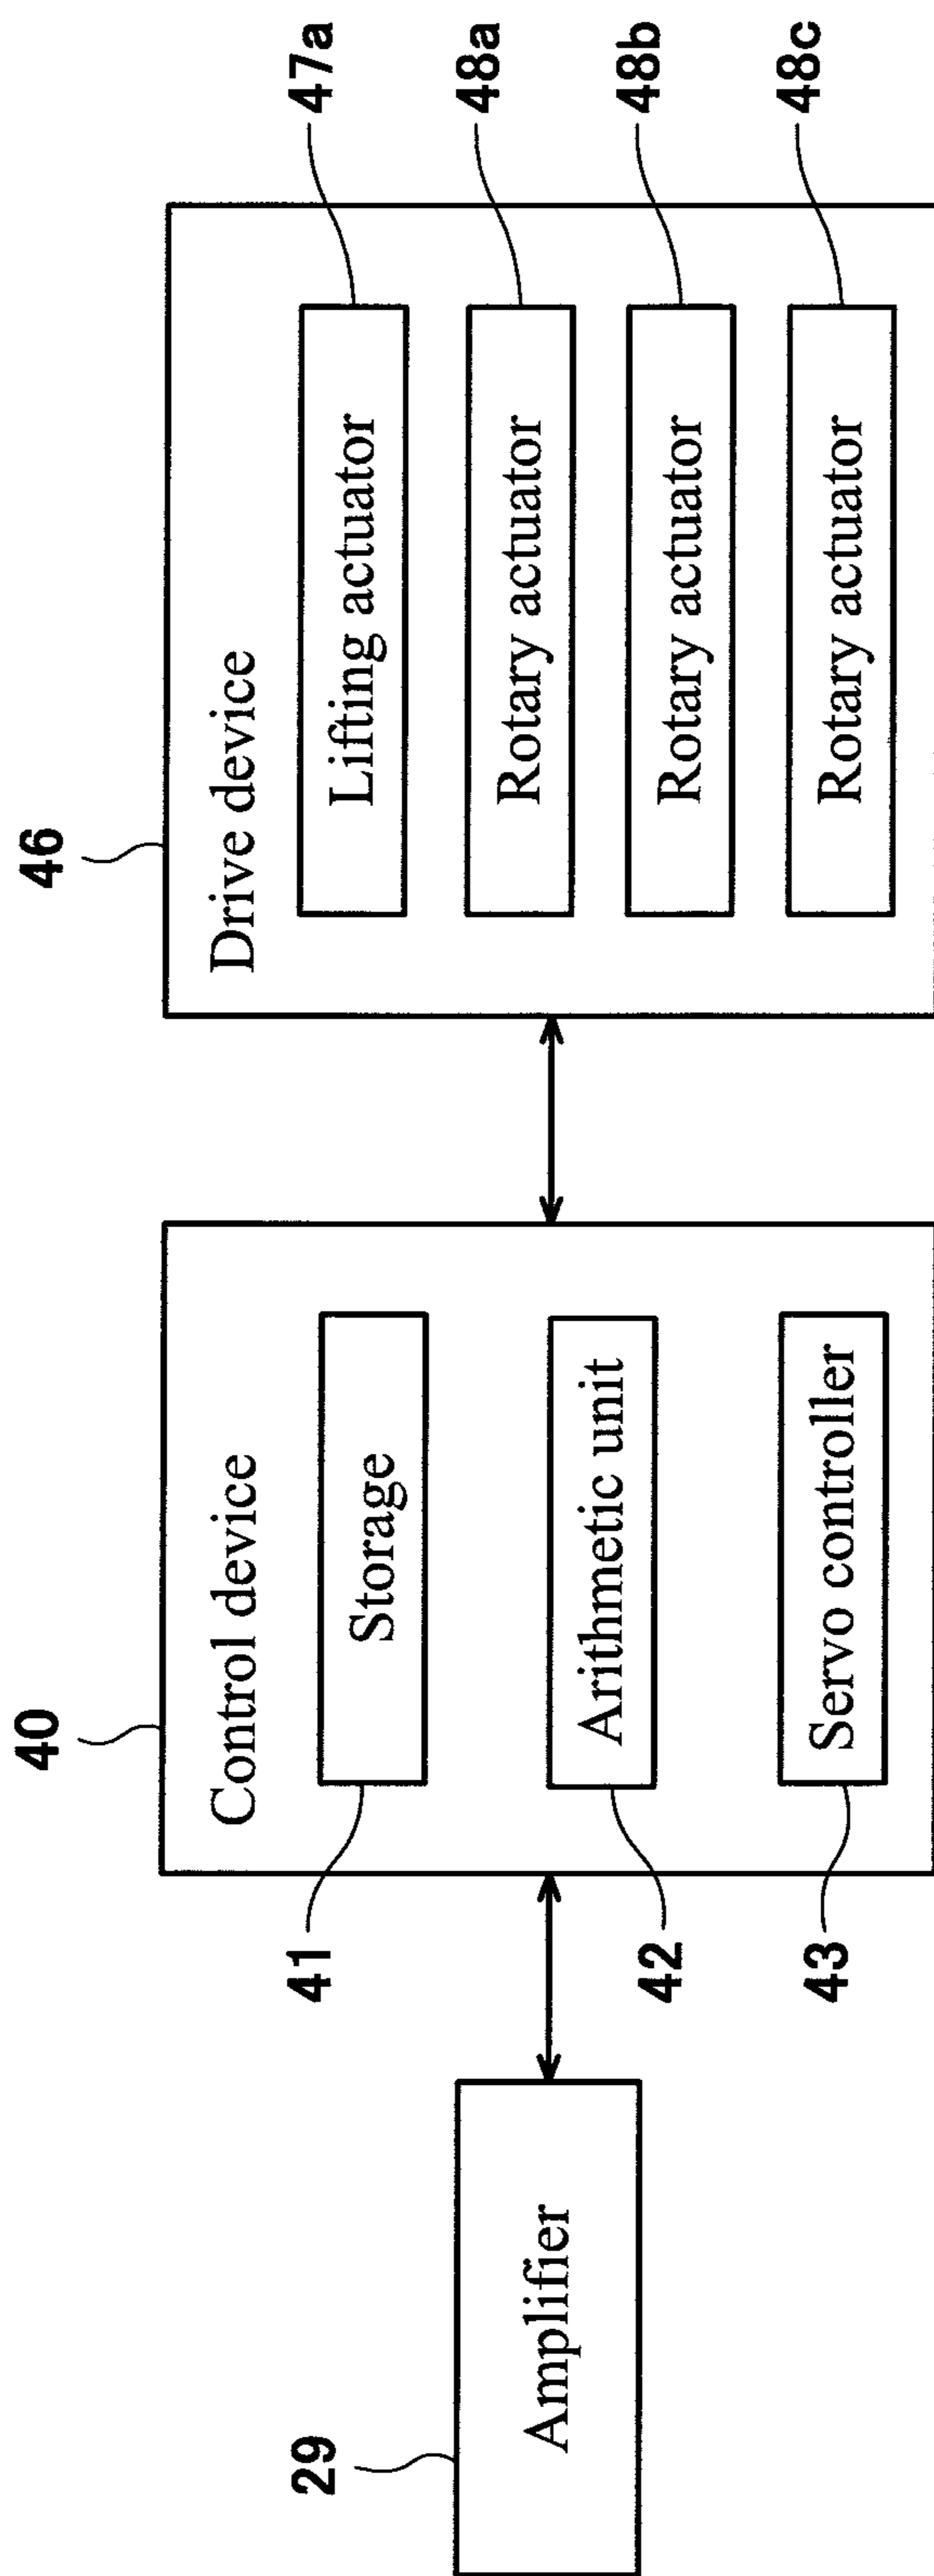 29
Amplifier
40
Control device
41
Storage
42
Arithmetic unit
43
Servo controller
46
Drive device
Lifting actuator
47a
Rotary actuator
48a
Rotary actuator
48b
Rotary actuator
48c